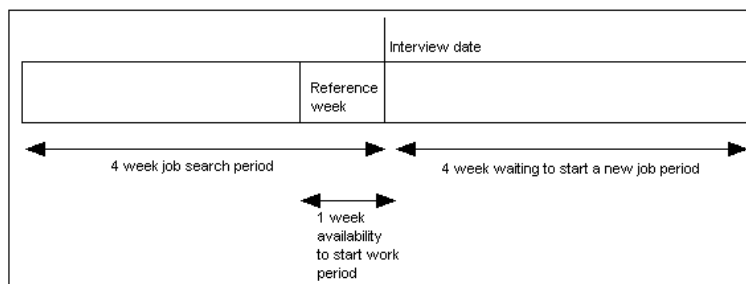 Interview date
Reference
week
4 week job search period
4 week waiting to start a new job period
1 week
availability
to start work
period